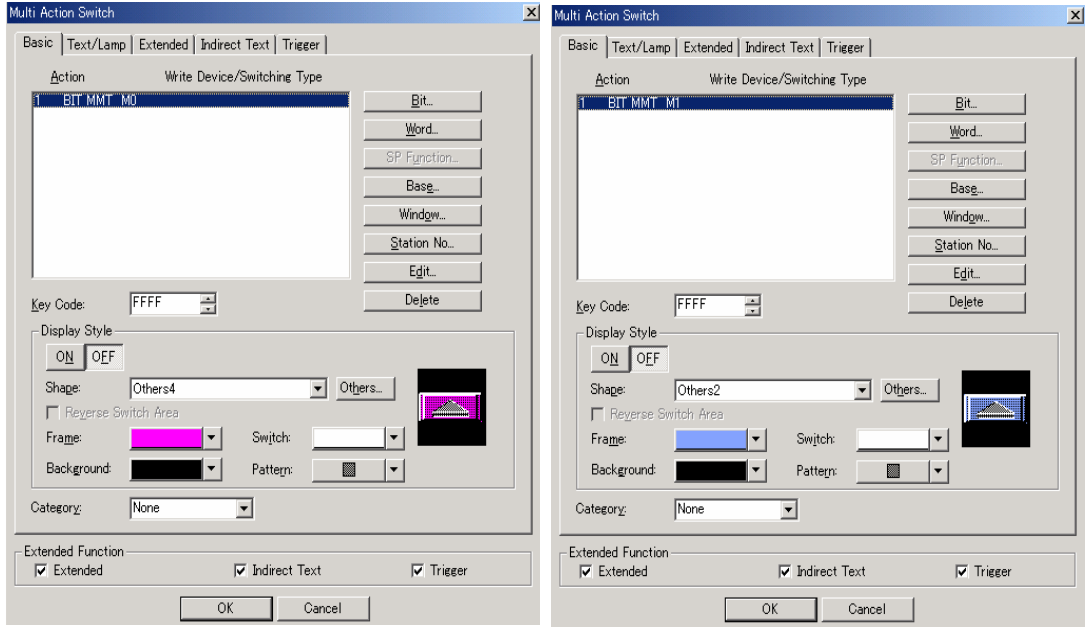 Multi Action Switch
Basic Text/Lamp Extended Indirect Text Trigger
Action Write Device/Switching Type
1 BIT MMT M0
Bit...
Word...
SP Function...
Base...
Window...
Station No...
Edit...
Delete
Key Code: FFFF
Display Style
ON OFF
Shape: Others4 Others...
Reverse Switch Area
Frame: Switch:
Background: Pattern:
Category: None
Extended Function
Extended Indirect Text Trigger
OK Cancel
Multi Action Switch
Basic Text/Lamp Extended Indirect Text Trigger
Action Write Device/Switching Type
1 BIT MMT M1
Bit...
Word...
SP Function...
Base...
Window...
Station No...
Edit...
Delete
Key Code: FFFF
Display Style
ON OFF
Shape: Others2 Others...
Reverse Switch Area
Frame: Switch:
Background: Pattern:
Category: None
Extended Function
Extended Indirect Text Trigger
OK Cancel